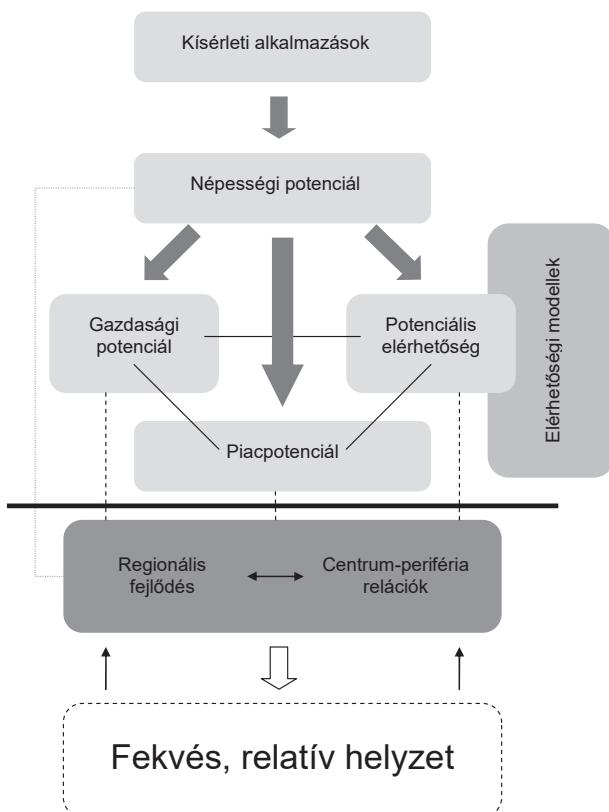 Kísérleti alkalmazások
Népességi potenciál
Gazdasági
potenciál
Potenciális
elérhetőség
Elérhetőségi modellek
Piacpotenciál
Regionális
fejlődés
Centrum-periféria
relációk
Fekvés, relatív helyzet